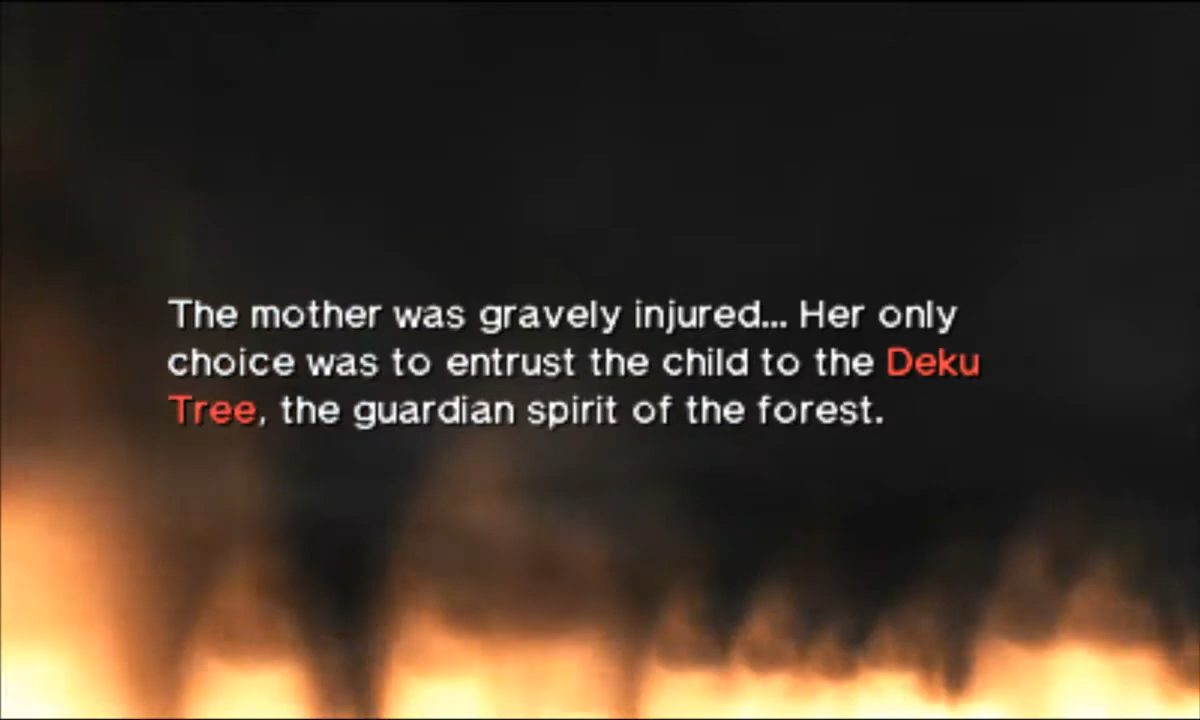 The mother was gravely injured... Her only
choice was to entrust the child to the Deku
Tree, the guardian spirit of the forest.